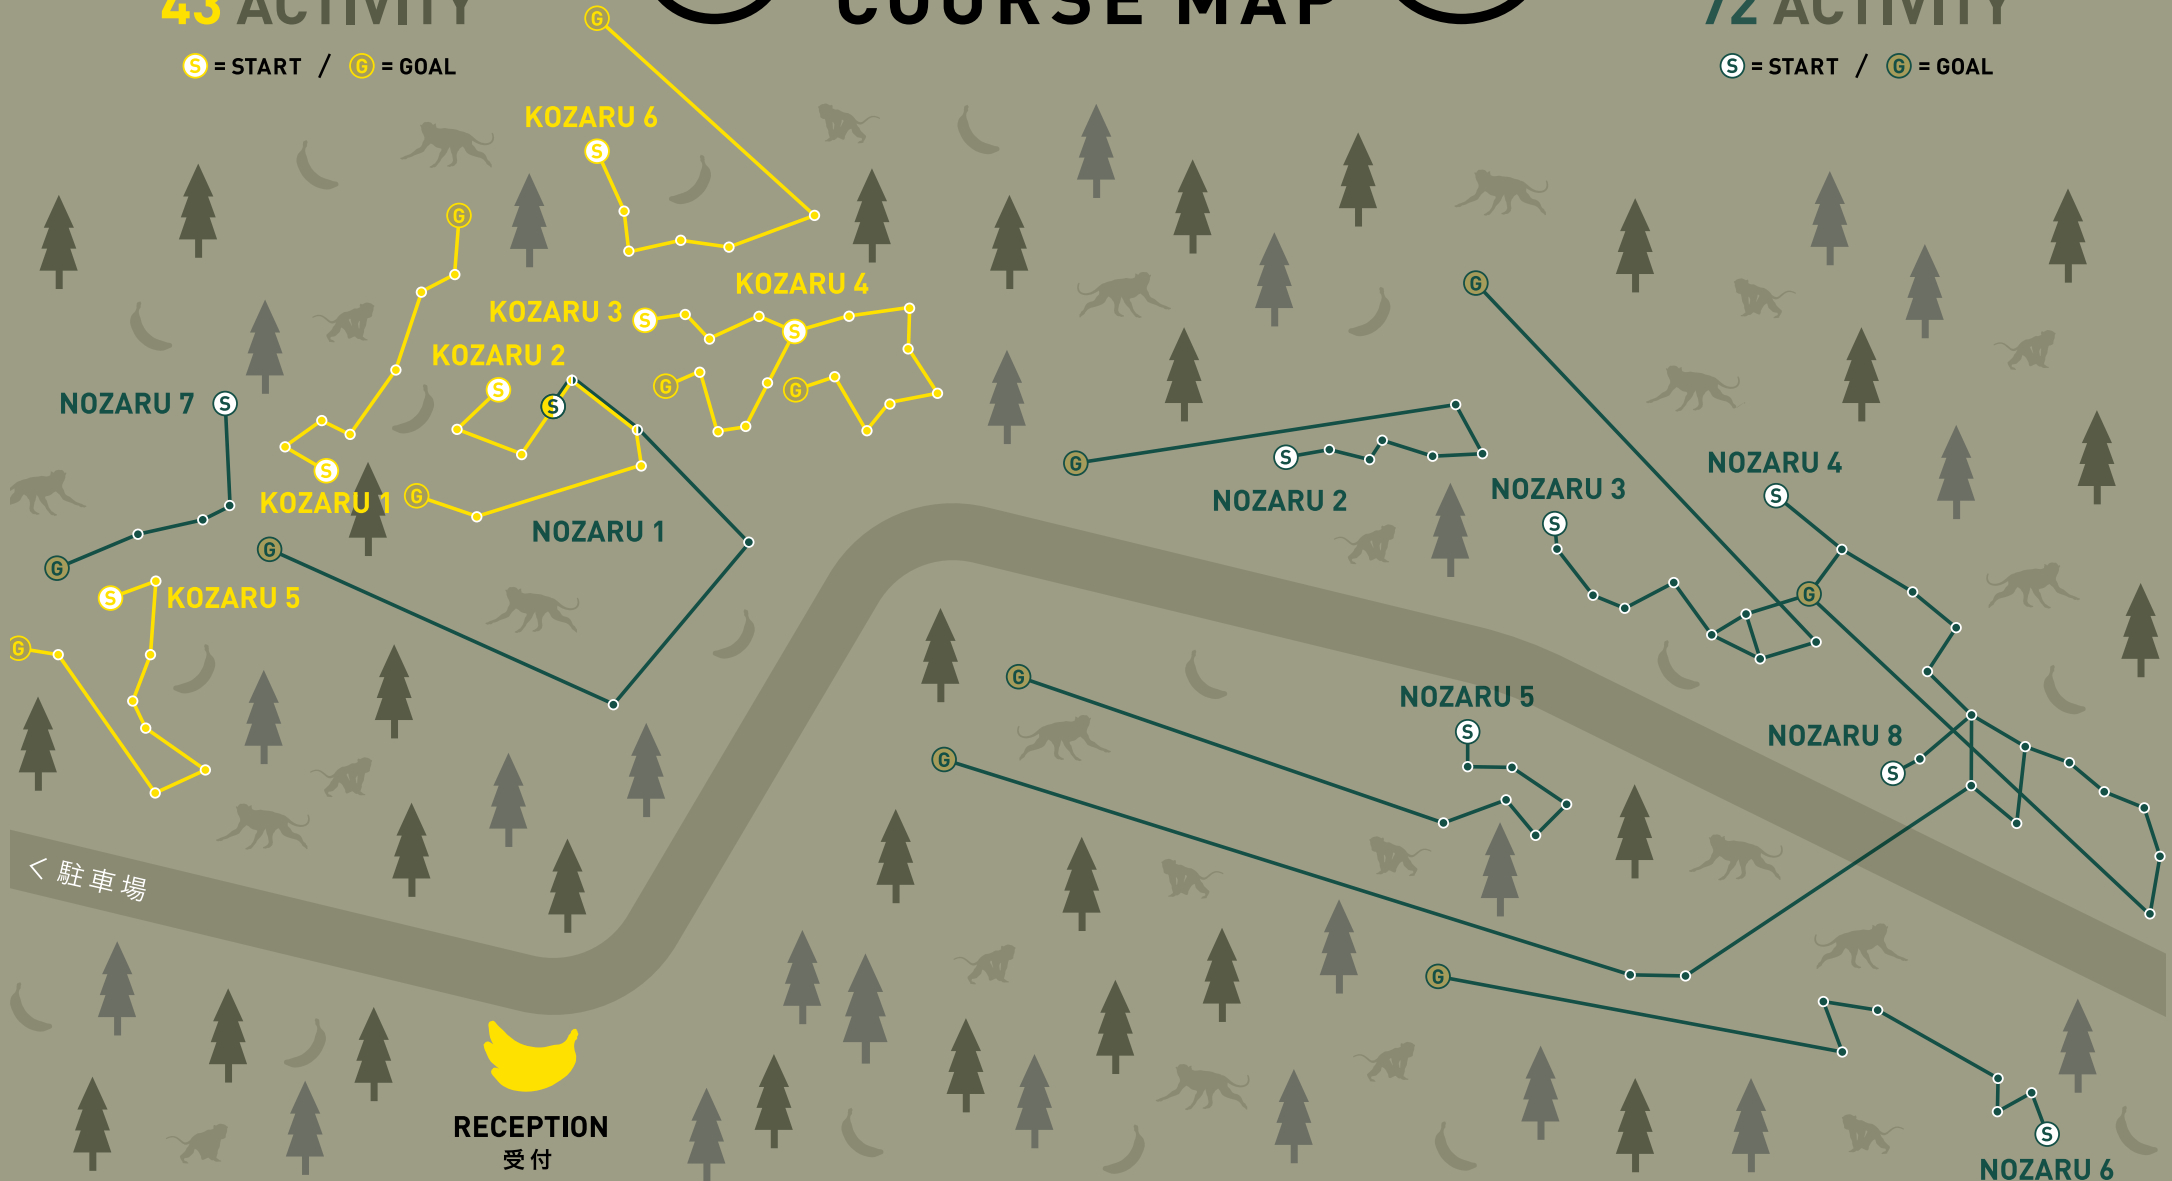 43 ACTIVITY
COURSE MAP
72 ACTIVITY
S = START / G = GOAL
S = START / G = GOAL
G
KOZARU 6
S
G
KOZARU 4
G
KOZARU 3
S
S
KOZARU 2
S
G
G
NOZARU 7
S
S
G
S
NOZARU 4
KOZARU 1
S
G
NOZARU 2
NOZARU 3
S
S
NOZARU 1
G
G
KOZARU 5
S
G
G
G
NOZARU 5
S
NOZARU 8
S
G
< 駐車場
G
RECEPTION
受付
S
NOZARU 6